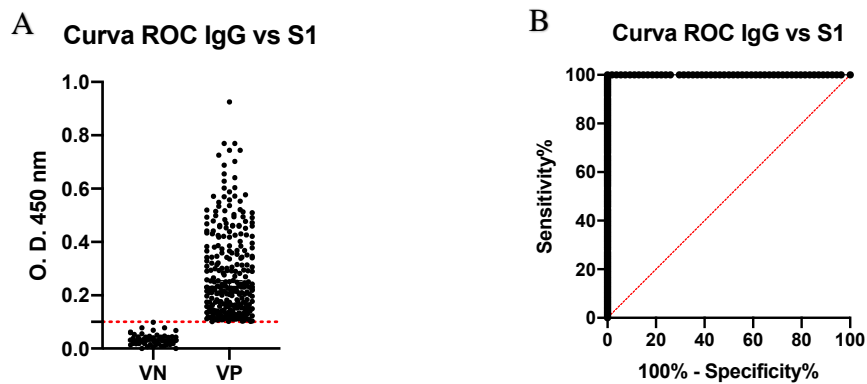 A
Curva ROC IgG vs S1
O. D. 450 nm
1.0
0.8
0.6
0.4
0.2
0.0
VN VP
B
Curva ROC IgG vs S1
Sensitivity%
100
80
60
40
20
0
0 20 40 60 80 100
100% - Specificity%